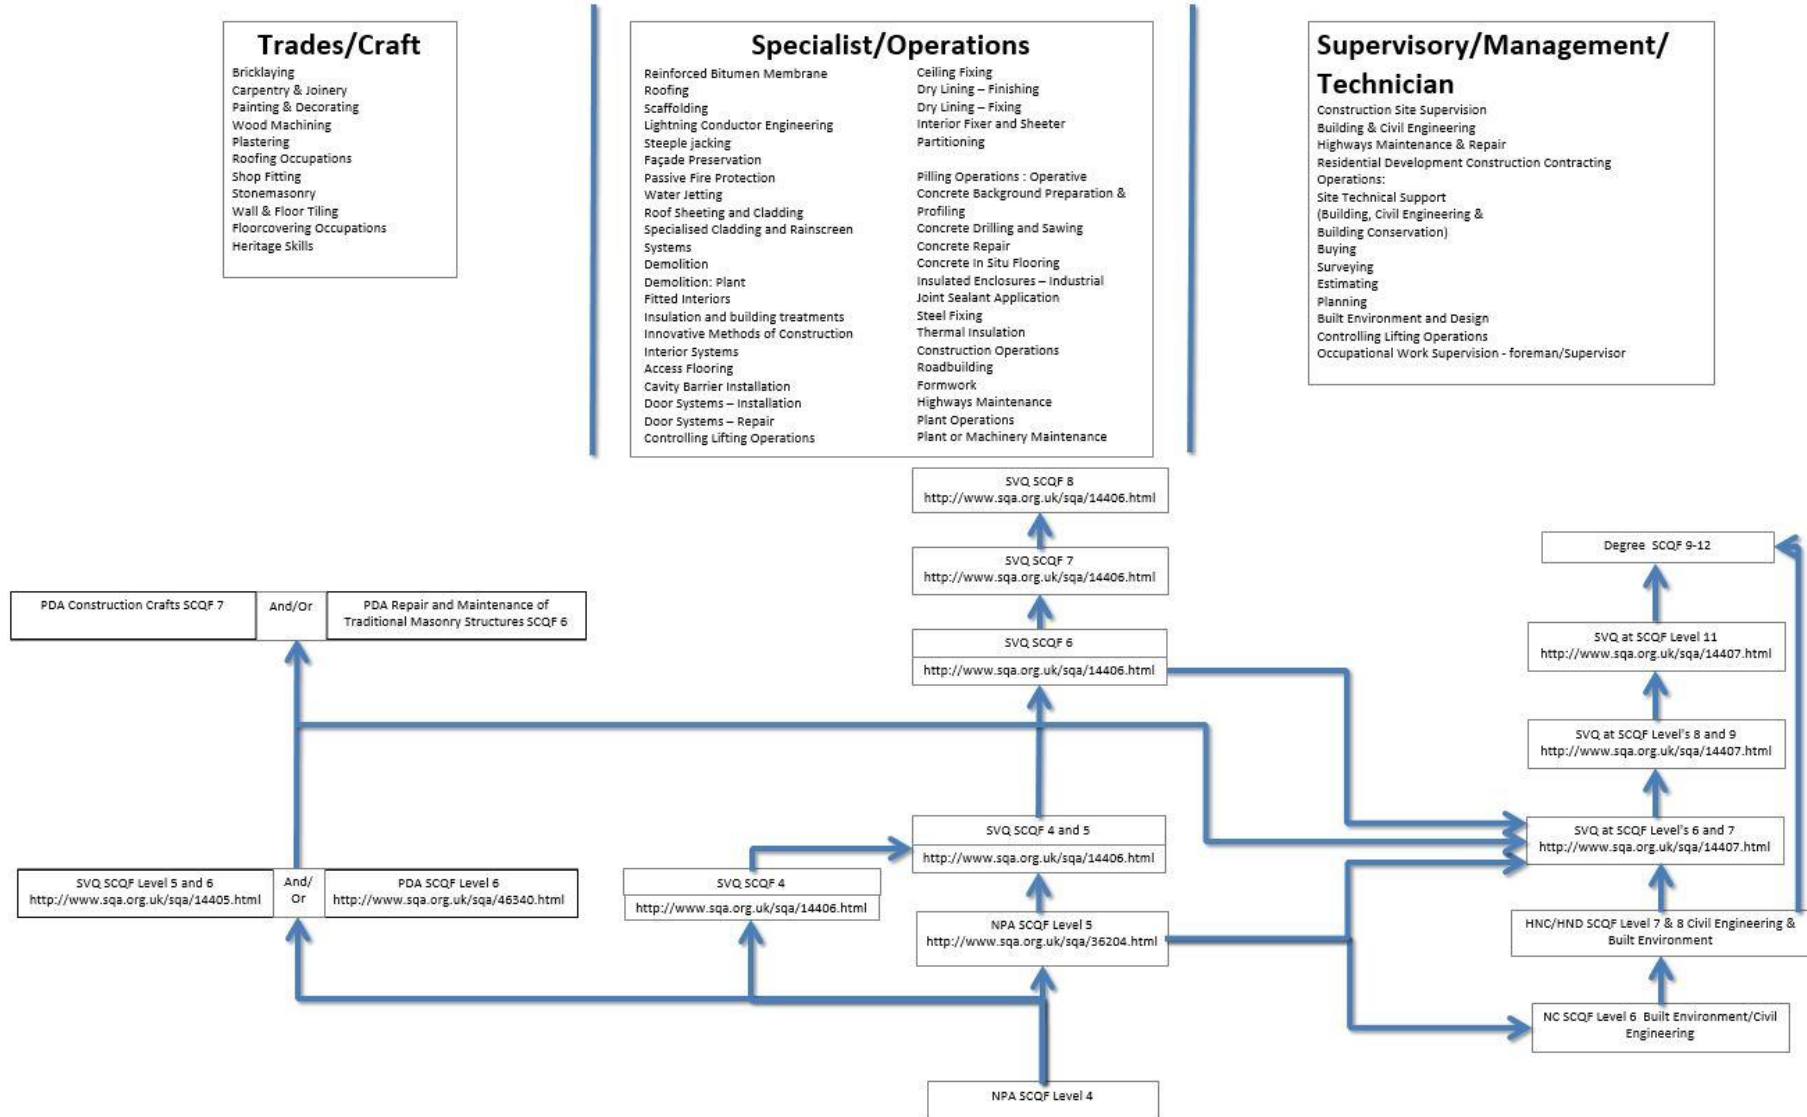 Trades/Craft
Bricklaying
Carpentry & Joinery
Painting & Decorating
Wood Machining
Plastering
Roofing Occupations
Shop Fitting
Stonemasonry
Wall & Floor Tiling
Floorcovering Occupations
Heritage Skills
Specialist/Operations
Reinforced Bitumen Membrane
Roofing
Scaffolding
Lightning Conductor Engineering
Steeple jacking
Façade Preservation
Passive Fire Protection
Water Jetting
Roof Sheeting and Cladding
Specialised Cladding and Rainscreen
Systems
Demolition
Demolition: Plant
Fitted Interiors
Insulation and building treatments
Innovative Methods of Construction
Interior Systems
Access Flooring
Cavity Barrier Installation
Door Systems – Installation
Door Systems – Repair
Controlling Lifting Operations
Ceiling Fixing
Dry Lining – Finishing
Dry Lining – Fixing
Interior Fixer and Sheeter
Partitioning
Pilling Operations : Operative
Concrete Background Preparation &
Profiling
Concrete Drilling and Sawing
Concrete Repair
Concrete In Situ Flooring
Insulated Enclosures – Industrial
Joint Sealant Application
Steel Fixing
Thermal Insulation
Construction Operations
Roadbuilding
Formwork
Highways Maintenance
Plant Operations
Plant or Machinery Maintenance
Supervisory/Management/
Technician
Construction Site Supervision
Building & Civil Engineering
Highways Maintenance & Repair
Residential Development Construction Contracting
Operations:
Site Technical Support
(Building, Civil Engineering &
Building Conservation)
Buying
Surveying
Estimating
Planning
Built Environment and Design
Controlling Lifting Operations
Occupational Work Supervision - foreman/Supervisor
SVQ SCQF 8
http://www.sqa.org.uk/sqa/14406.html
SVQ SCQF 7
http://www.sqa.org.uk/sqa/14406.html
SVQ SCQF 6
http://www.sqa.org.uk/sqa/14406.html
Degree SCQF 9-12
PDA Construction Crafts SCQF 7
And/Or
PDA Repair and Maintenance of
Traditional Masonry Structures SCQF 6
SVQ at SCQF Level 11
http://www.sqa.org.uk/sqa/14407.html
SVQ at SCQF Level's 8 and 9
http://www.sqa.org.uk/sqa/14407.html
SVQ SCQF 4 and 5
http://www.sqa.org.uk/sqa/14406.html
SVQ at SCQF Level's 6 and 7
http://www.sqa.org.uk/sqa/14407.html
SVQ SCQF Level 5 and 6
http://www.sqa.org.uk/sqa/14405.html
And/
Or
PDA SCQF Level 6
http://www.sqa.org.uk/sqa/46340.html
SVQ SCQF 4
http://www.sqa.org.uk/sqa/14406.html
NPA SCQF Level 5
http://www.sqa.org.uk/sqa/36204.html
HNC/HND SCQF Level 7 & 8 Civil Engineering &
Built Environment
NC SCQF Level 6 Built Environment/Civil
Engineering
NPA SCQF Level 4